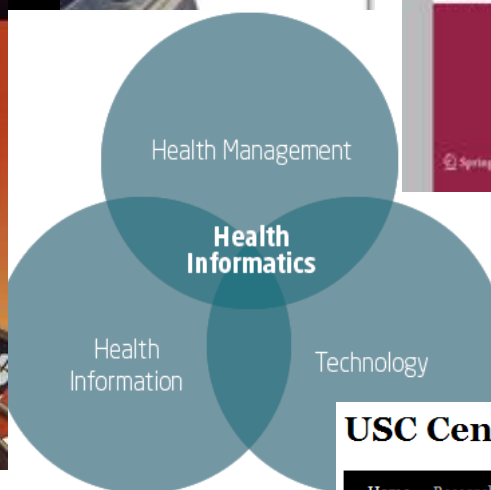 Health Management
Health
Informatics
Health
Information
Technology
USC Cen